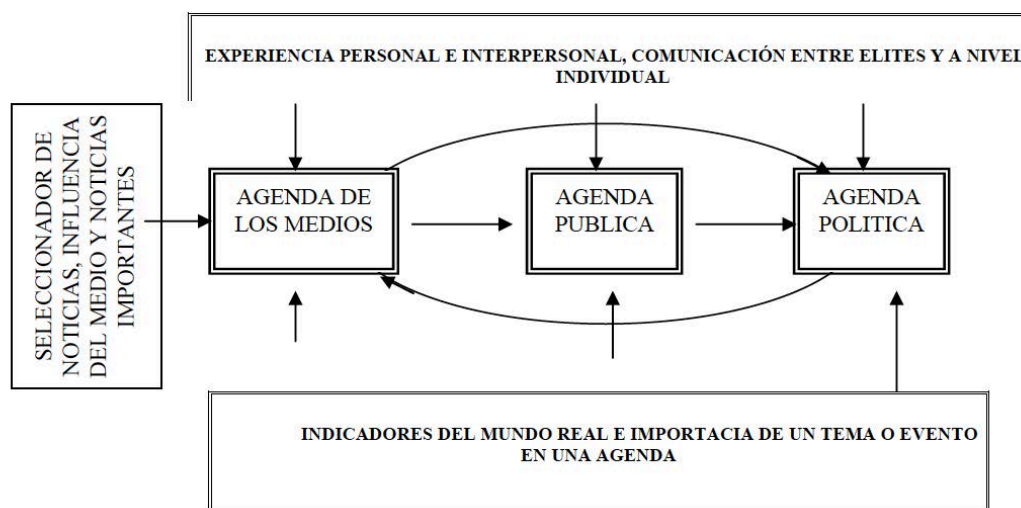 EXPERIENCIA PERSONAL E INTERPERSONAL, COMUNICACIÓN ENTRE ELITES Y A NIVEL
INDIVIDUAL
SELECCIONADOR DE
NOTICIAS, INFLUENCIA
DEL MEDIO Y NOTICIAS
IMPORTANTES
AGENDA DE
LOS MEDIOS
AGENDA
PUBLICA
AGENDA
POLITICA
INDICADORES DEL MUNDO REAL E IMPORTACIA DE UN TEMA O EVENTO
EN UNA AGENDA